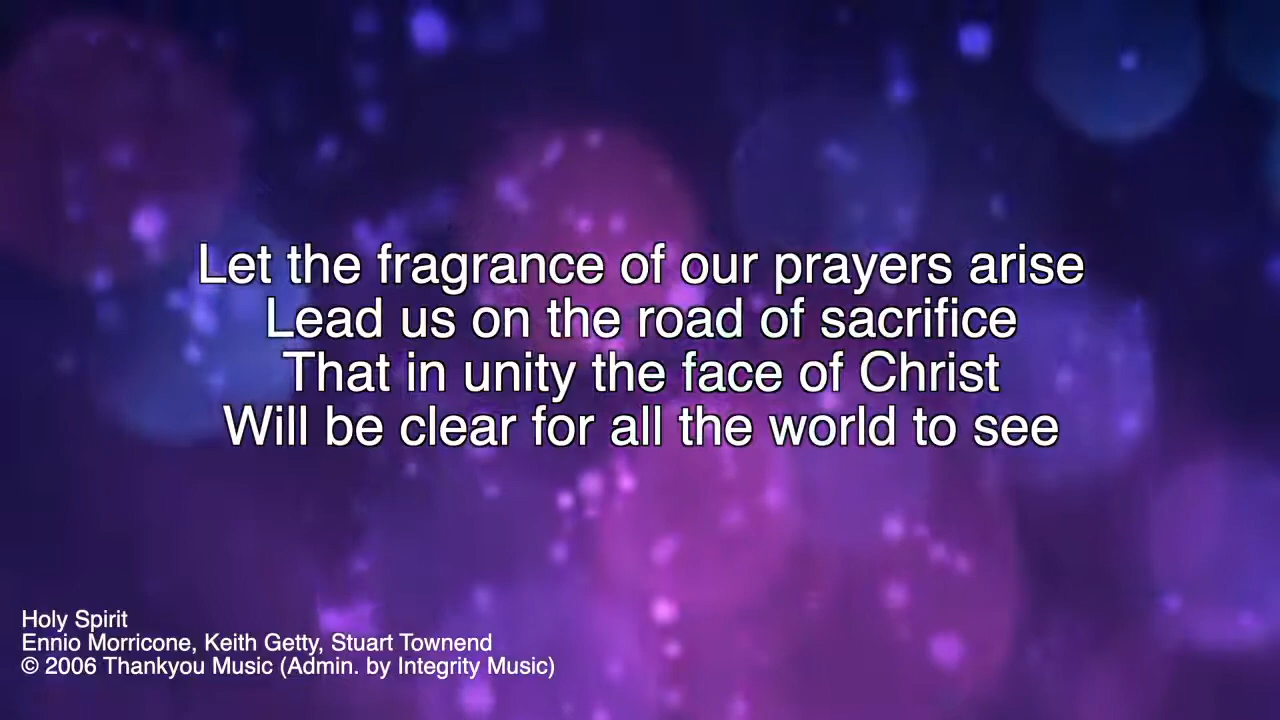 Let the fragrance of our prayers arise
Lead us on the road of sacrifice
That in unity the face of Christ
Will be clear for all the world to see
Holy Spirit
Ennio Morricone, Keith Getty, Stuart Townend
© 2006 Thankyou Music (Admin. by Integrity Music)